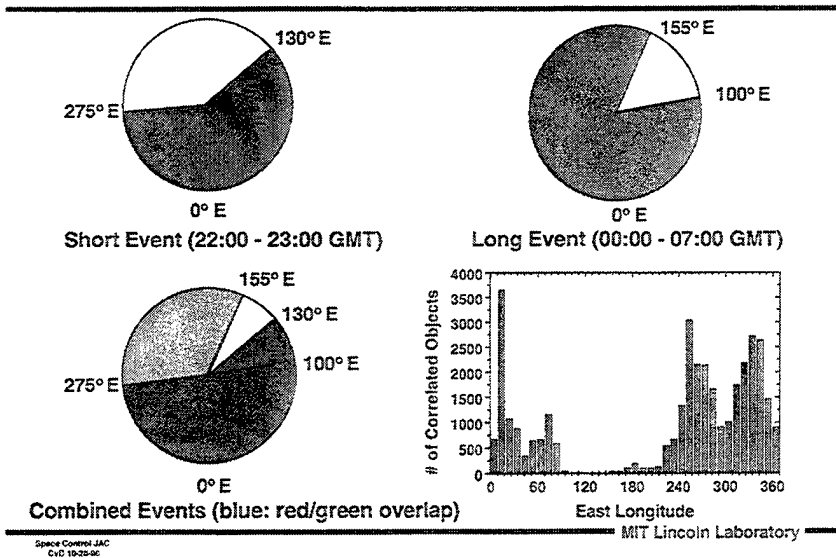 130° E
275° E
0° E
Short Event (22:00 - 23:00 GMT)
155° E
100° E
0° E
Long Event (00:00 - 07:00 GMT)
155° E
130° E
100° E
275° E
0° E
Combined Events (blue: red/green overlap)
# of Correlated Objects
4000
3500
3000
2500
2000
1500
1000
500
0
0 60 120 180 240 300 360
East Longitude
MIT Lincoln Laboratory
Space Control JAC